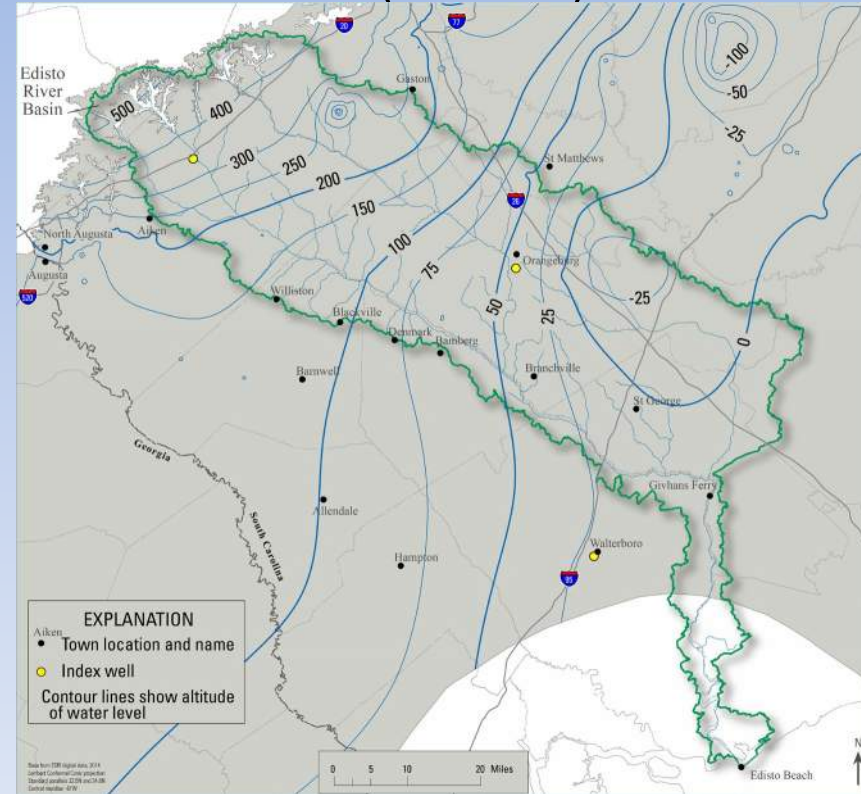 20
77
Edisto
River
Basin
500
400
Gaston
-100
-50
-25
300
250
200
St Matthews
26
150
North Augusta
Aiken
100
Orangeburg
Augusta
75
-25
520
Williston
50
25
Blackville
0
Denmark
Bamberg
Barnwell
Branchville
St George
Georgia
Givhans Ferry
South Carolina
Allendale
Walterboro
Hampton
95
EXPLANATION
Aiken
Town location and name
Index well
Contour lines show altitude
of water level
0 5 10 20 Miles
N
Edisto Beach